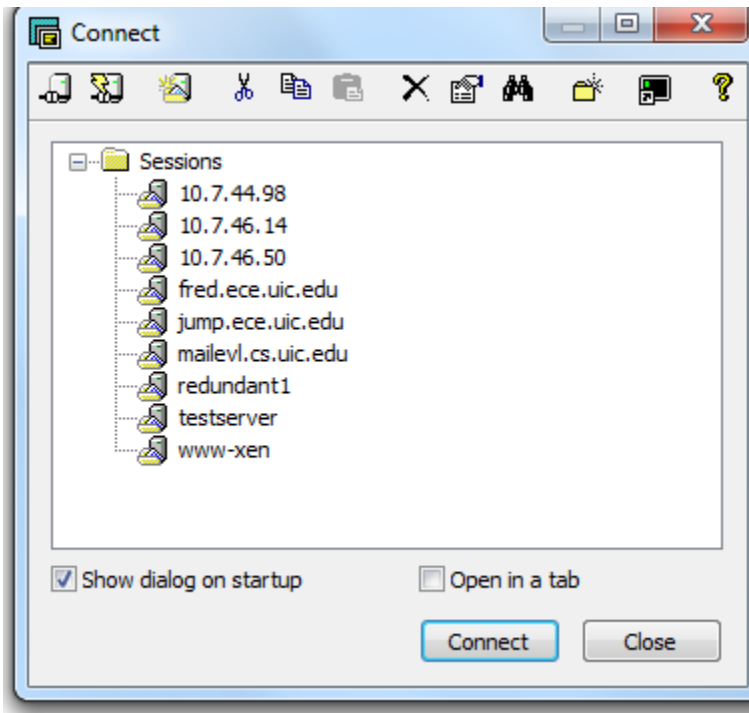 Connect
Sessions
10.7.44.98
10.7.46.14
10.7.46.50
fred.ece.uic.edu
jump.ece.uic.edu
mailevl.cs.uic.edu
redundant1
testserver
www-xen
Show dialog on startup Open in a tab
Connect Close